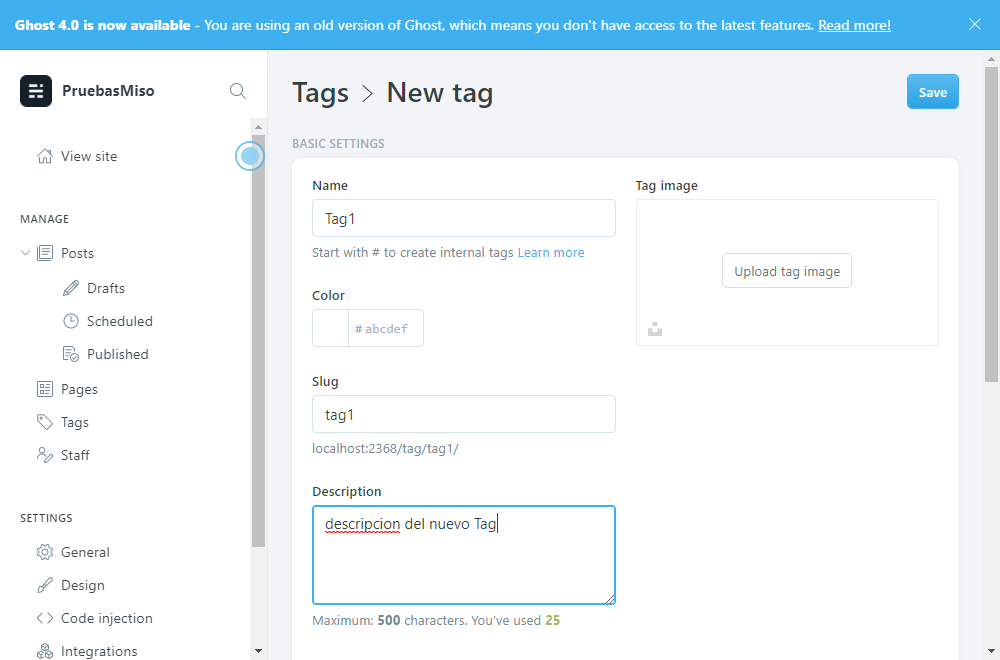 Ghost 4.0 is now available - You are using an old version of Ghost, which means you don't have access to the latest features. Read more!
PruebasMiso
View site
MANAGE
Posts
Drafts
Scheduled
Published
Pages
Tags
Staff
SETTINGS
General
Design
Code injection
Integrations
Tags > New tag
Save
BASIC SETTINGS
Name
Tag1
Start with # to create internal tags Learn more
Color
# abcdef
Slug
tag1
localhost:2368/tag/tag1/
Description
descripcion del nuevo Tag
Maximum: 500 characters. You've used 25
Tag image
Upload tag image